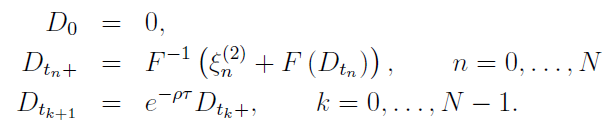 D_0 = 0,
D_{t_n+} = F^{-1} ( ξ_n^{(2)} + F (D_{t_n}) ) , n = 0, . . . , N
D_{t_{k+1}} = e^{-ρτ} D_{t_k+}, k = 0, . . . , N − 1.